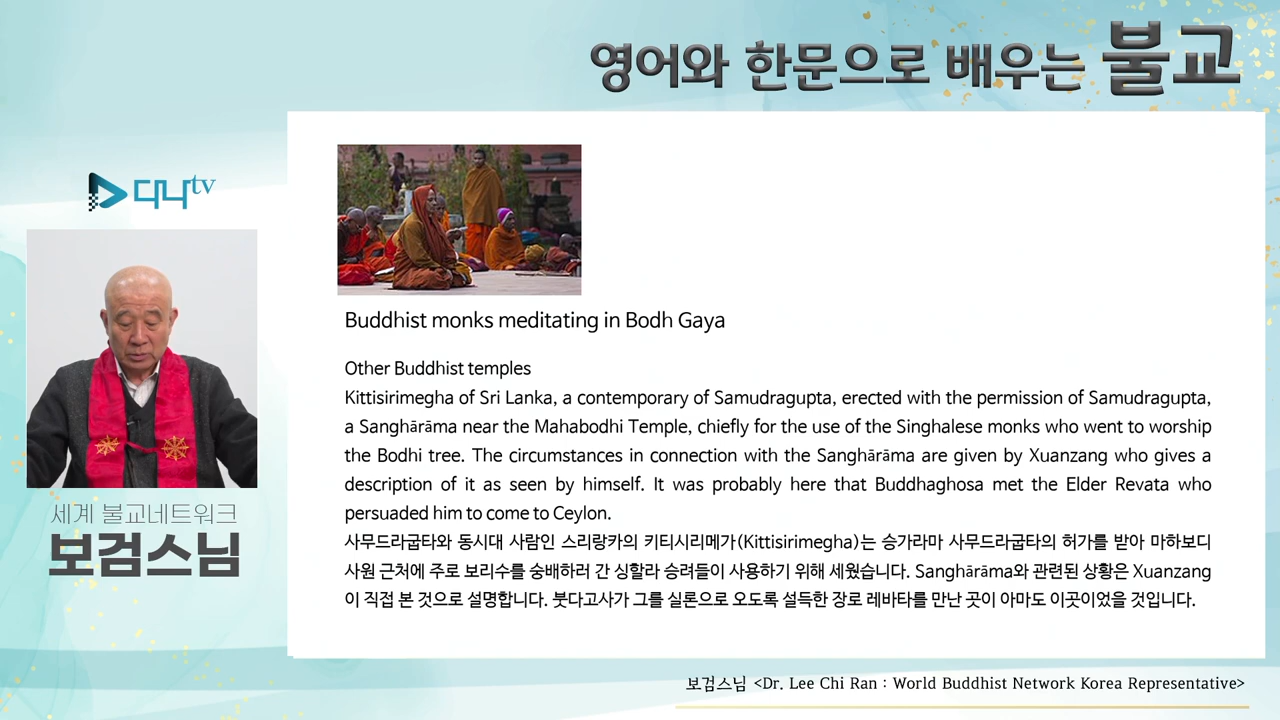 영어와 한문으로 배우는 불교
디나tv
Buddhist monks meditating in Bodh Gaya
Other Buddhist temples
Kittisirimegha of Sri Lanka, a contemporary of Samudragupta, erected with the permission of Samudragupta,
a Sanghārāma near the Mahabodhi Temple, chiefly for the use of the Singhalese monks who went to worship
the Bodhi tree. The circumstances in connection with the Sanghārāma are given by Xuanzang who gives a
description of it as seen by himself. It was probably here that Buddhaghosa met the Elder Revata who
persuaded him to come to Ceylon.
사무드라굽타와 동시대 사람인 스리랑카의 키티시리메가(Kittisirimegha)는 승가라마 사무드라굽타의 허가를 받아 마하보디
사원 근처에 주로 보리수를 숭배하러 간 싱할라 승려들이 사용하기 위해 세웠습니다. Sanghārāma와 관련된 상황은 Xuanzang
이 직접 본 것으로 설명합니다. 붓다고사가 그를 실론으로 오도록 설득한 장로 레바타를 만난 곳이 아마도 이곳이었을 것입니다.
세계 불교네트워크
보검스님
보검스님 <Dr. Lee Chi Ran : World Buddhist Network Korea Representative>